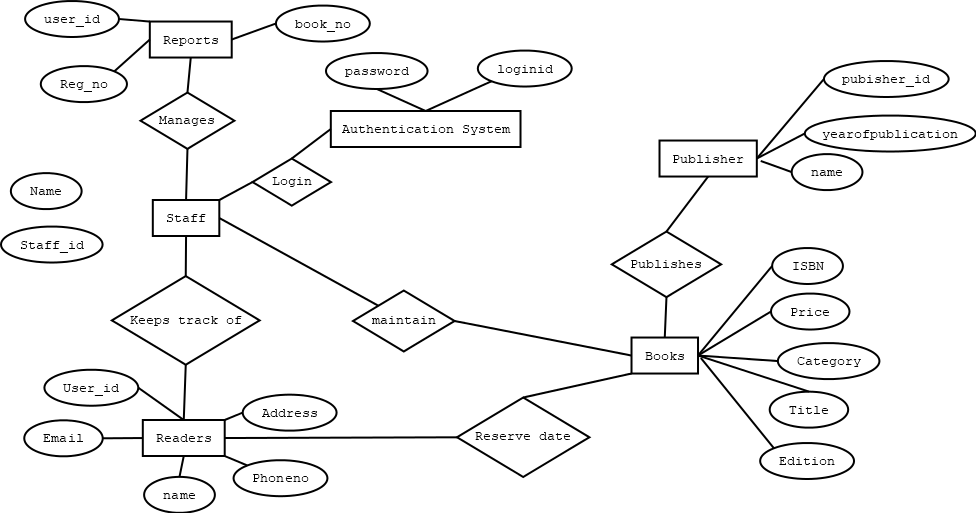 user_id
book_no
Reports
Reg_no
password
loginid
pubisher_id
Manages
Authentication System
yearofpublication
Publisher
name
Login
Name
Staff
Staff_id
Publishes
ISBN
Keeps track of
maintain
Price
Books
Category
User_id
Address
Title
Email
Readers
Reserve date
Edition
Phoneno
name